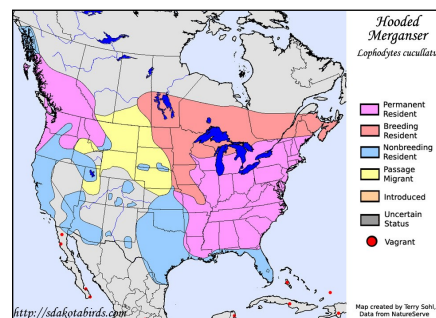 Hooded
Merganser
Lophodytes cucullatu
Permanent
Resident
Breeding
Resident
Nonbreeding
Resident
Passage
Migrant
Introduced
Uncertain
Status
Vagrant
http://sdakotabirds.com
Map created by Terry Sohl,
Data from NatureServe